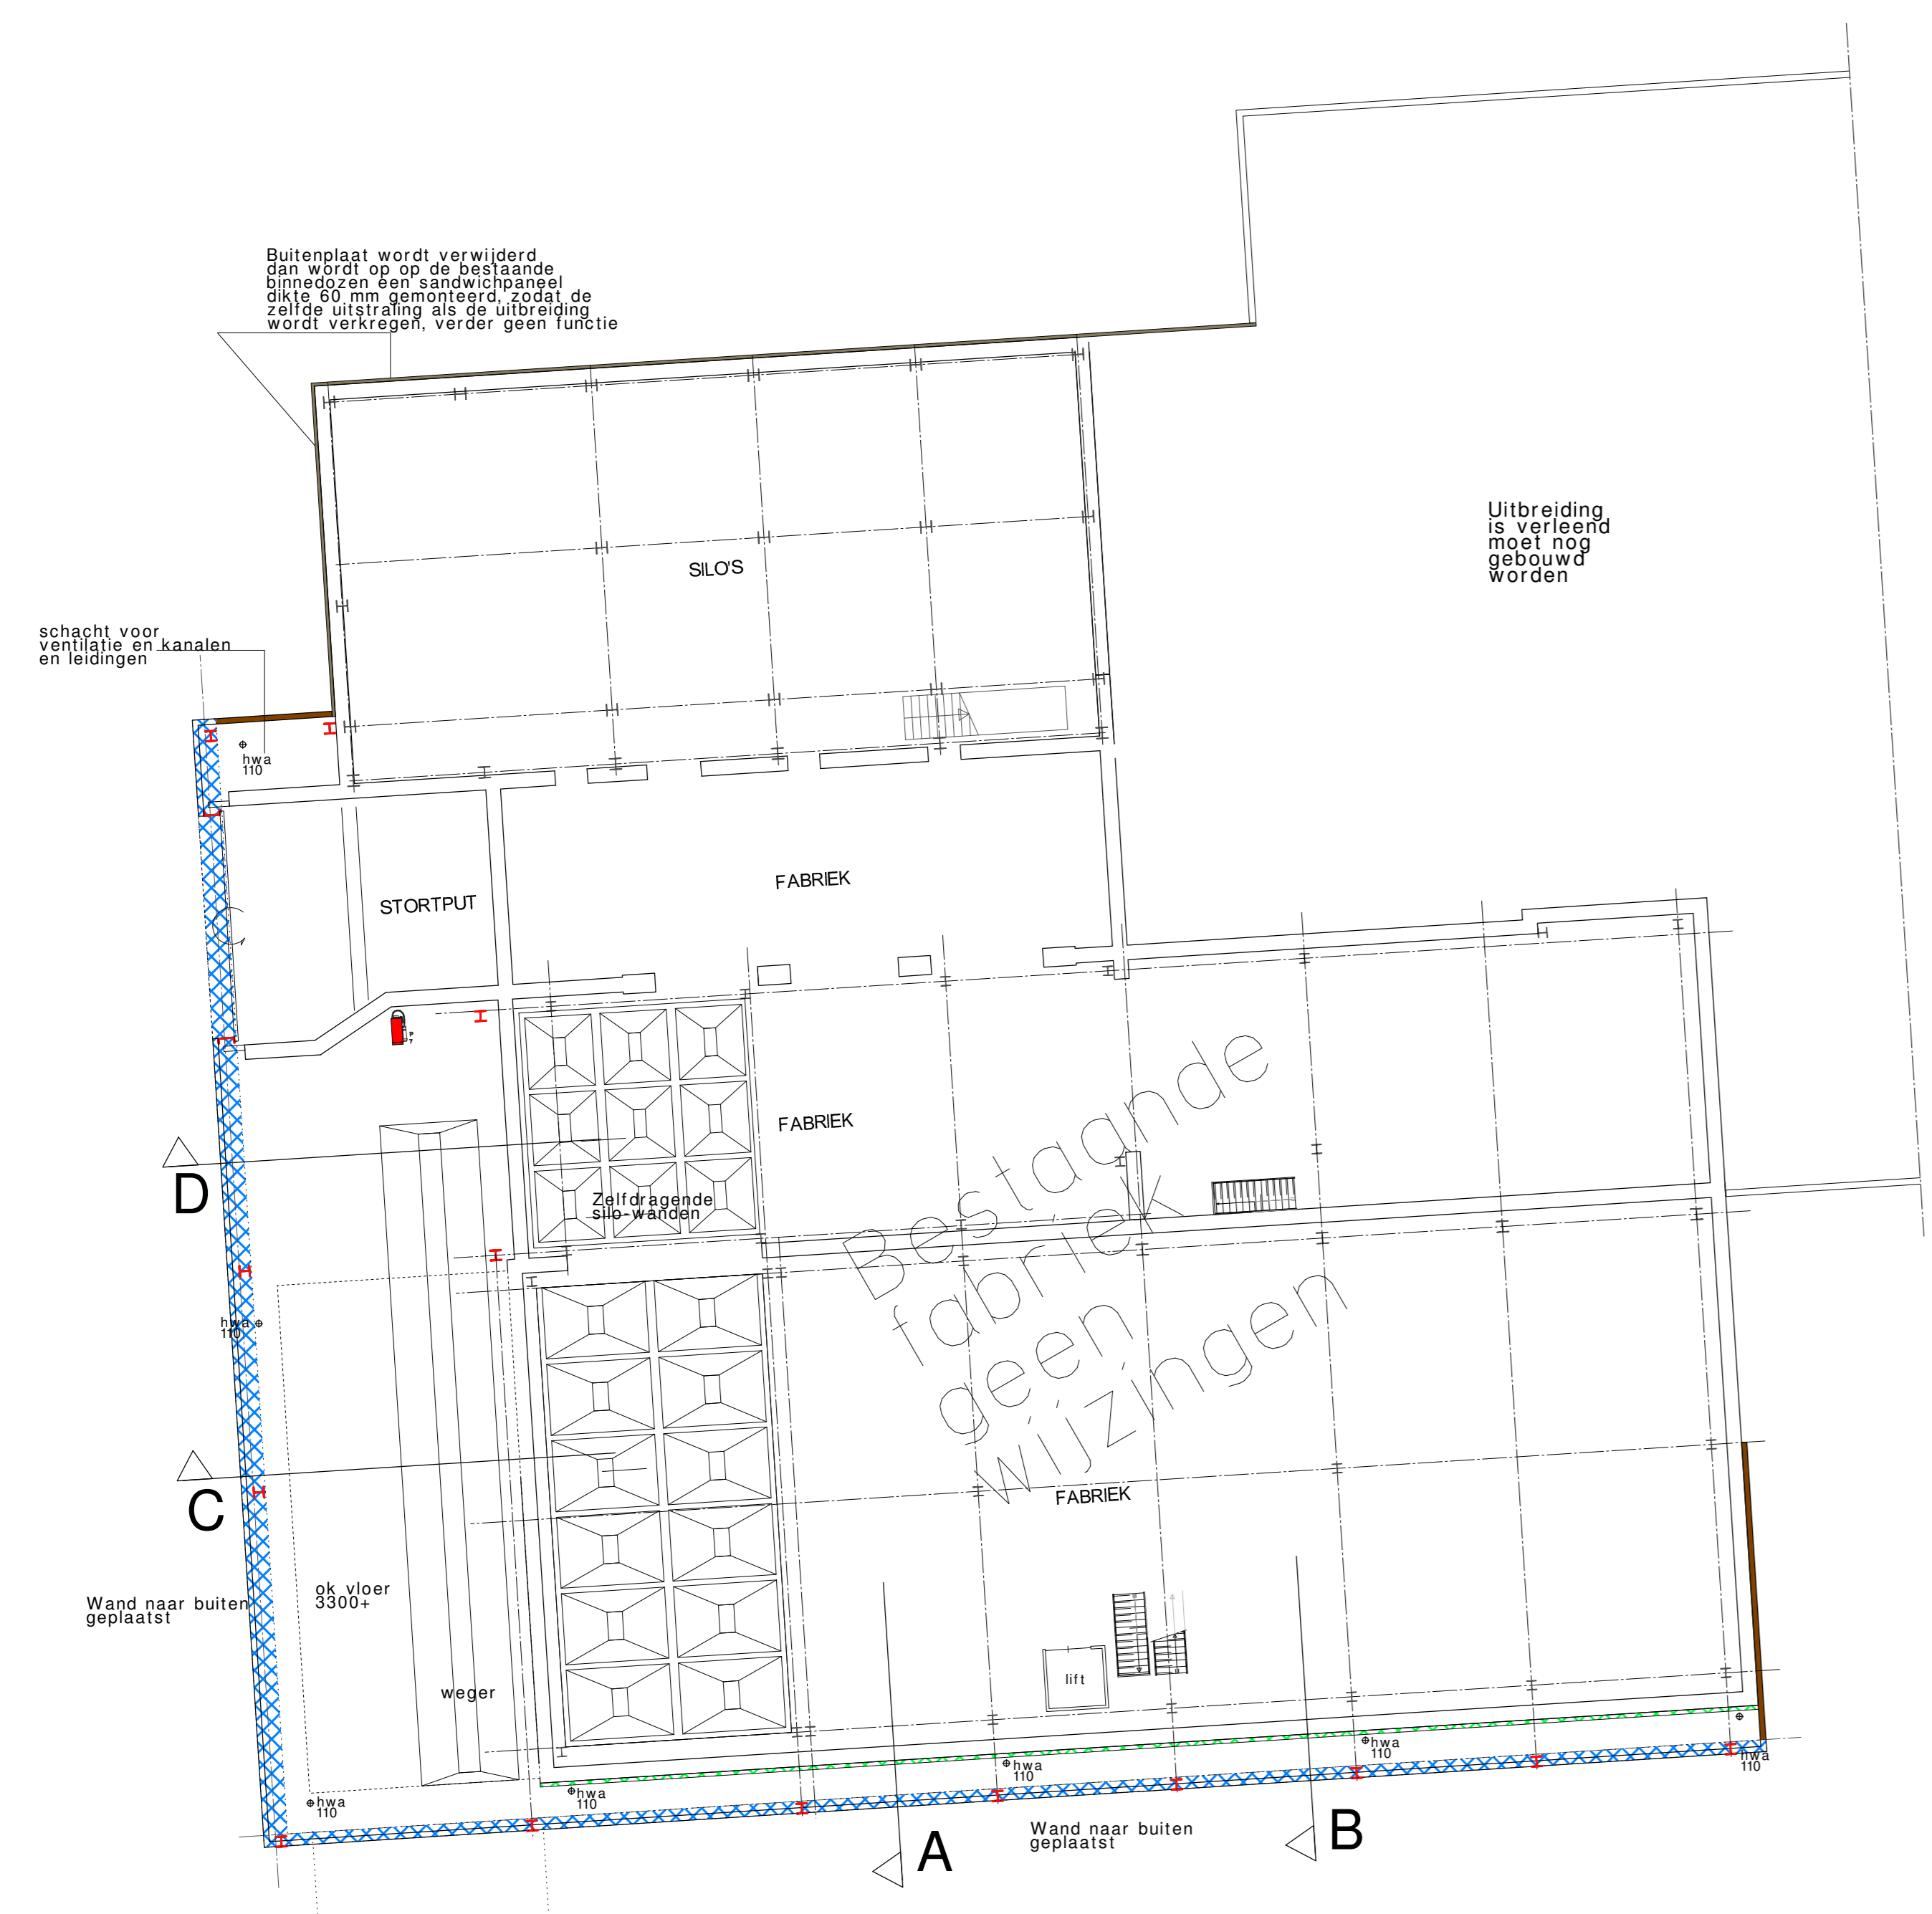 Buitenplaat wordt verwijderd
dan wordt op op de bestaande
binnedozen een sandwichpaneel
dikte 60 mm gemonteerd, zodat de
zelfde uitstraling als de uitbreiding
wordt verkregen, verder geen functie
Uitbreiding
is verleend
moet nog
gebouwd
worden
SILO'S
schacht voor
ventilatie en kanalen
en leidingen
hwa
110
FABRIEK
STORTPUT
FABRIEK
Bestaande
fabriek
geen
wijzingen
D
Zelfdragende
silo-wanden
hwa
110
C
FABRIEK
Wand naar buiten
geplaatst
ok vloer
3300+
weger
lift
hwa
110
hwa
110
hwa
110
hwa
110
hwa
110
Wand naar buiten
geplaatst
A
B